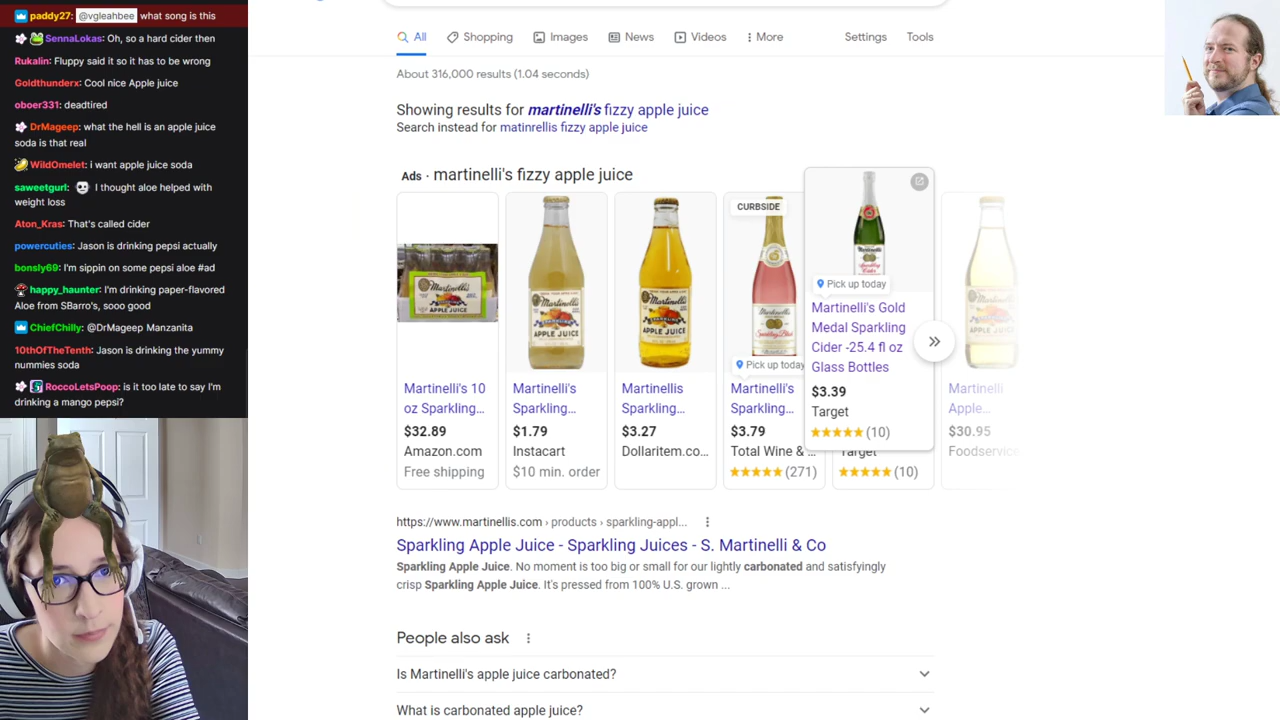 paddy27: @vgleahbee what song is this
SennaLokas: Oh, so a hard cider then
Rukalin: Fluppy said it so it has to be wrong
Goldthunderx: Cool nice Apple juice
oboer331: deadtired
DrMageep: what the hell is an apple juice
soda is that real
WildOmelet: i want apple juice soda
saweetgurl: I thought aloe helped with
weight loss
Aton_Kras: That's called cider
powercuties: Jason is drinking pepsi actually
bonsly69: I'm sippin on some pepsi aloe #ad
happy_haunter: I'm drinking paper-flavored
Aloe from SBarro's, sooo good
ChiefChilly: @DrMageep Manzanita
10thOfTheTenth: Jason is drinking the yummy
nummies soda
RoccoLetsPoop: is it too late to say I'm
drinking a mango pepsi?
All Shopping Images News Videos More Settings Tools
About 316,000 results (1.04 seconds)
Showing results for martinelli's fizzy apple juice
Search instead for matinrellis fizzy apple juice
Ads · martinelli's fizzy apple juice
CURBSIDE
Martinelli's
APPLE JUICE
Martinelli's
APPLE JUICE
Pick up today
Pick up today
Martinelli's 10
oz Sparkling...
$32.89
Amazon.com
Free shipping
Martinelli's
Sparkling...
$1.79
Instacart
$10 min. order
Martinellis
Sparkling...
$3.27
Dollaritem.co...
Martinelli's
Sparkling...
$3.79
Total Wine & ...
(271)
Martinelli's Gold
Medal Sparkling
Cider -25.4 fl oz
Glass Bottles
$3.39
Target
(10)
Target
(10)
Martinelli
Apple...
$30.95
Foodservice
https://www.martinellis.com › products › sparkling-appl...
Sparkling Apple Juice - Sparkling Juices - S. Martinelli & Co
Sparkling Apple Juice. No moment is too big or small for our lightly carbonated and satisfyingly
crisp Sparkling Apple Juice. It's pressed from 100% U.S. grown ...
People also ask
Is Martinelli's apple juice carbonated?
What is carbonated apple juice?